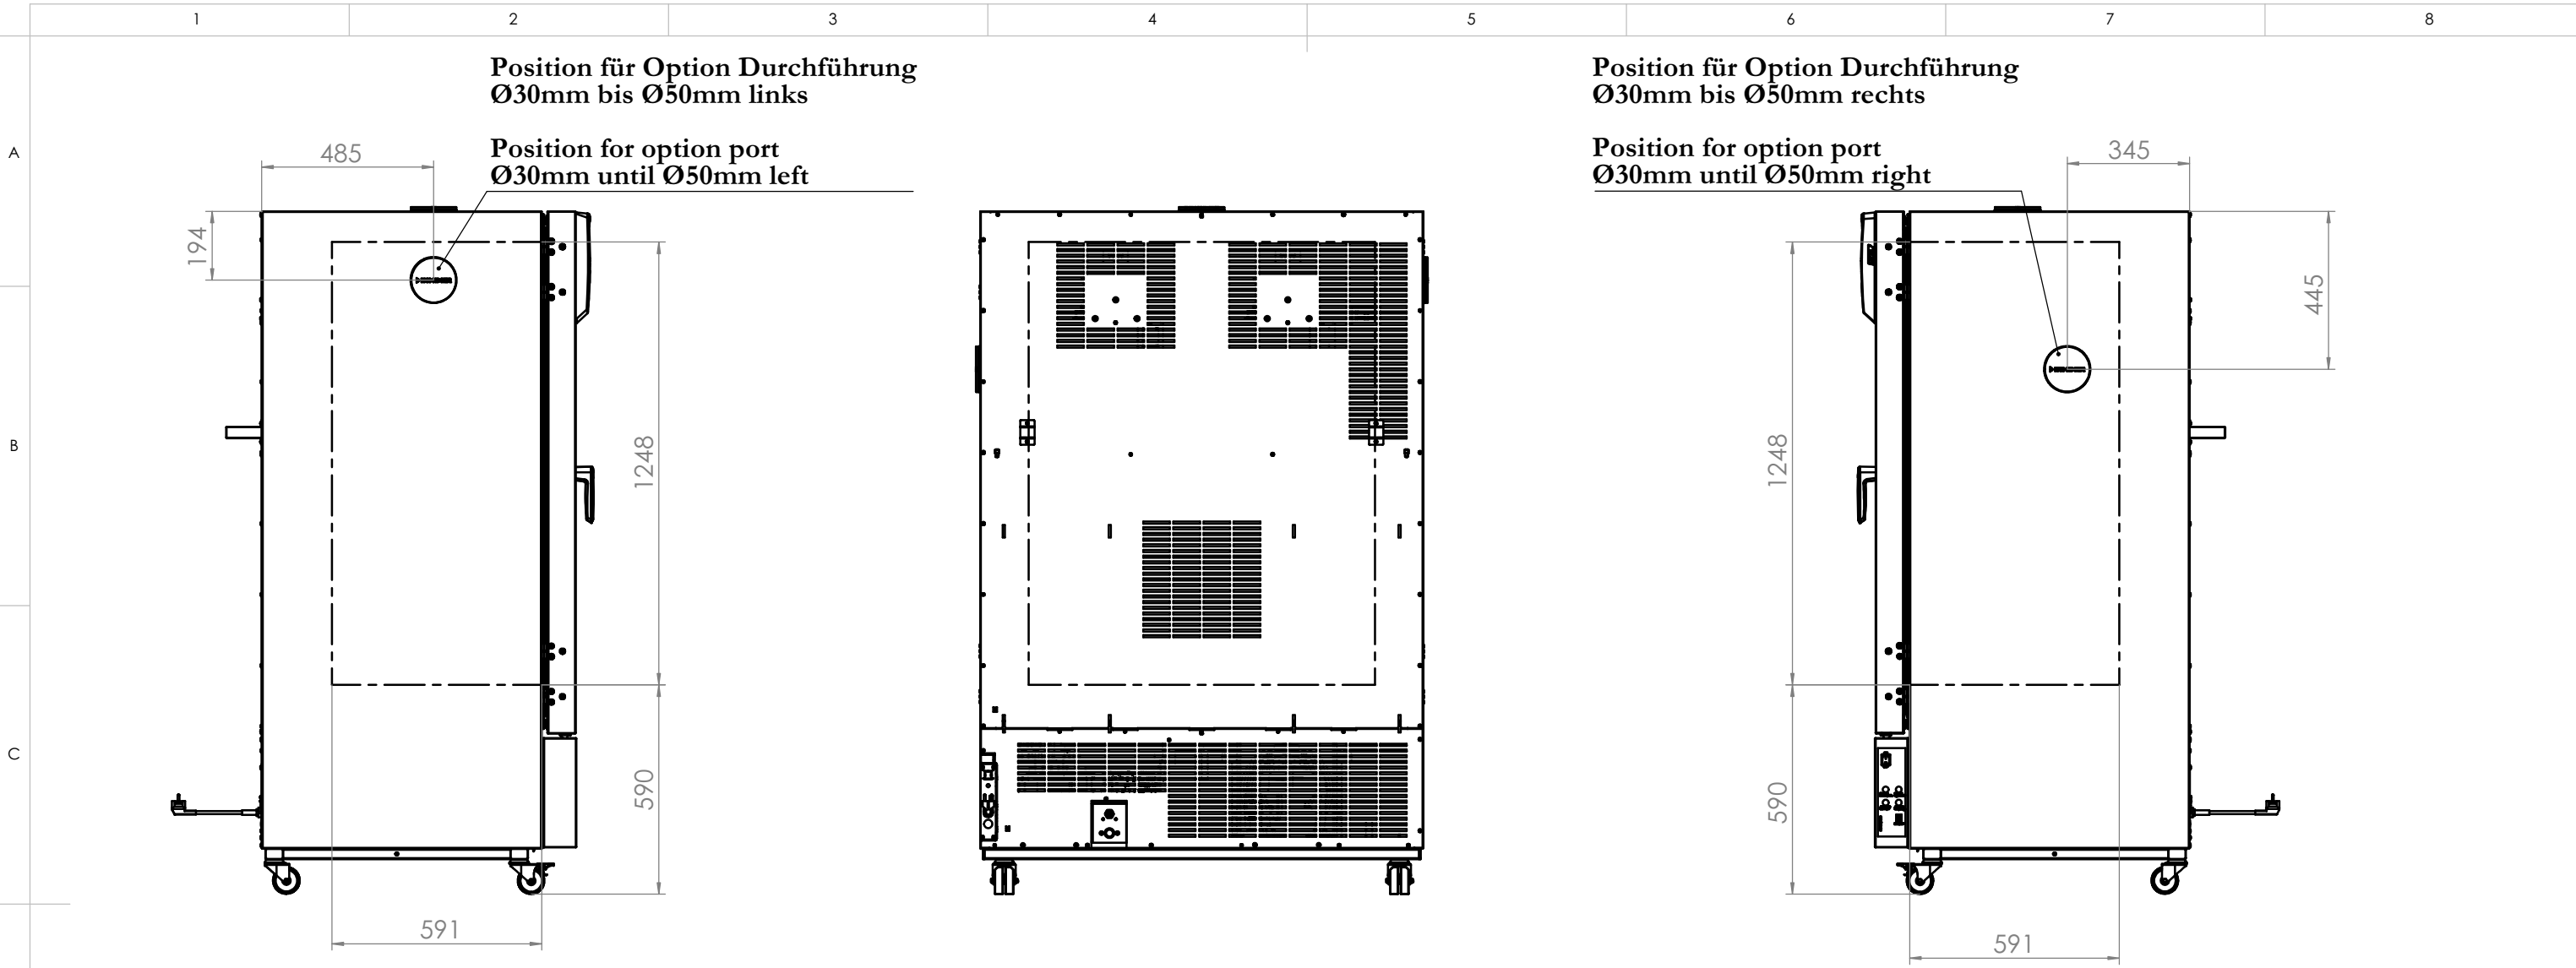 1 2 3 4 5 6 7 8
Position für Option Durchführung
Ø30mm bis Ø50mm links
Position for option port
Ø30mm until Ø50mm left
Position für Option Durchführung
Ø30mm bis Ø50mm rechts
Position for option port
Ø30mm until Ø50mm right
A
B
C
485
194
1248
590
591
345
445
1248
590
591